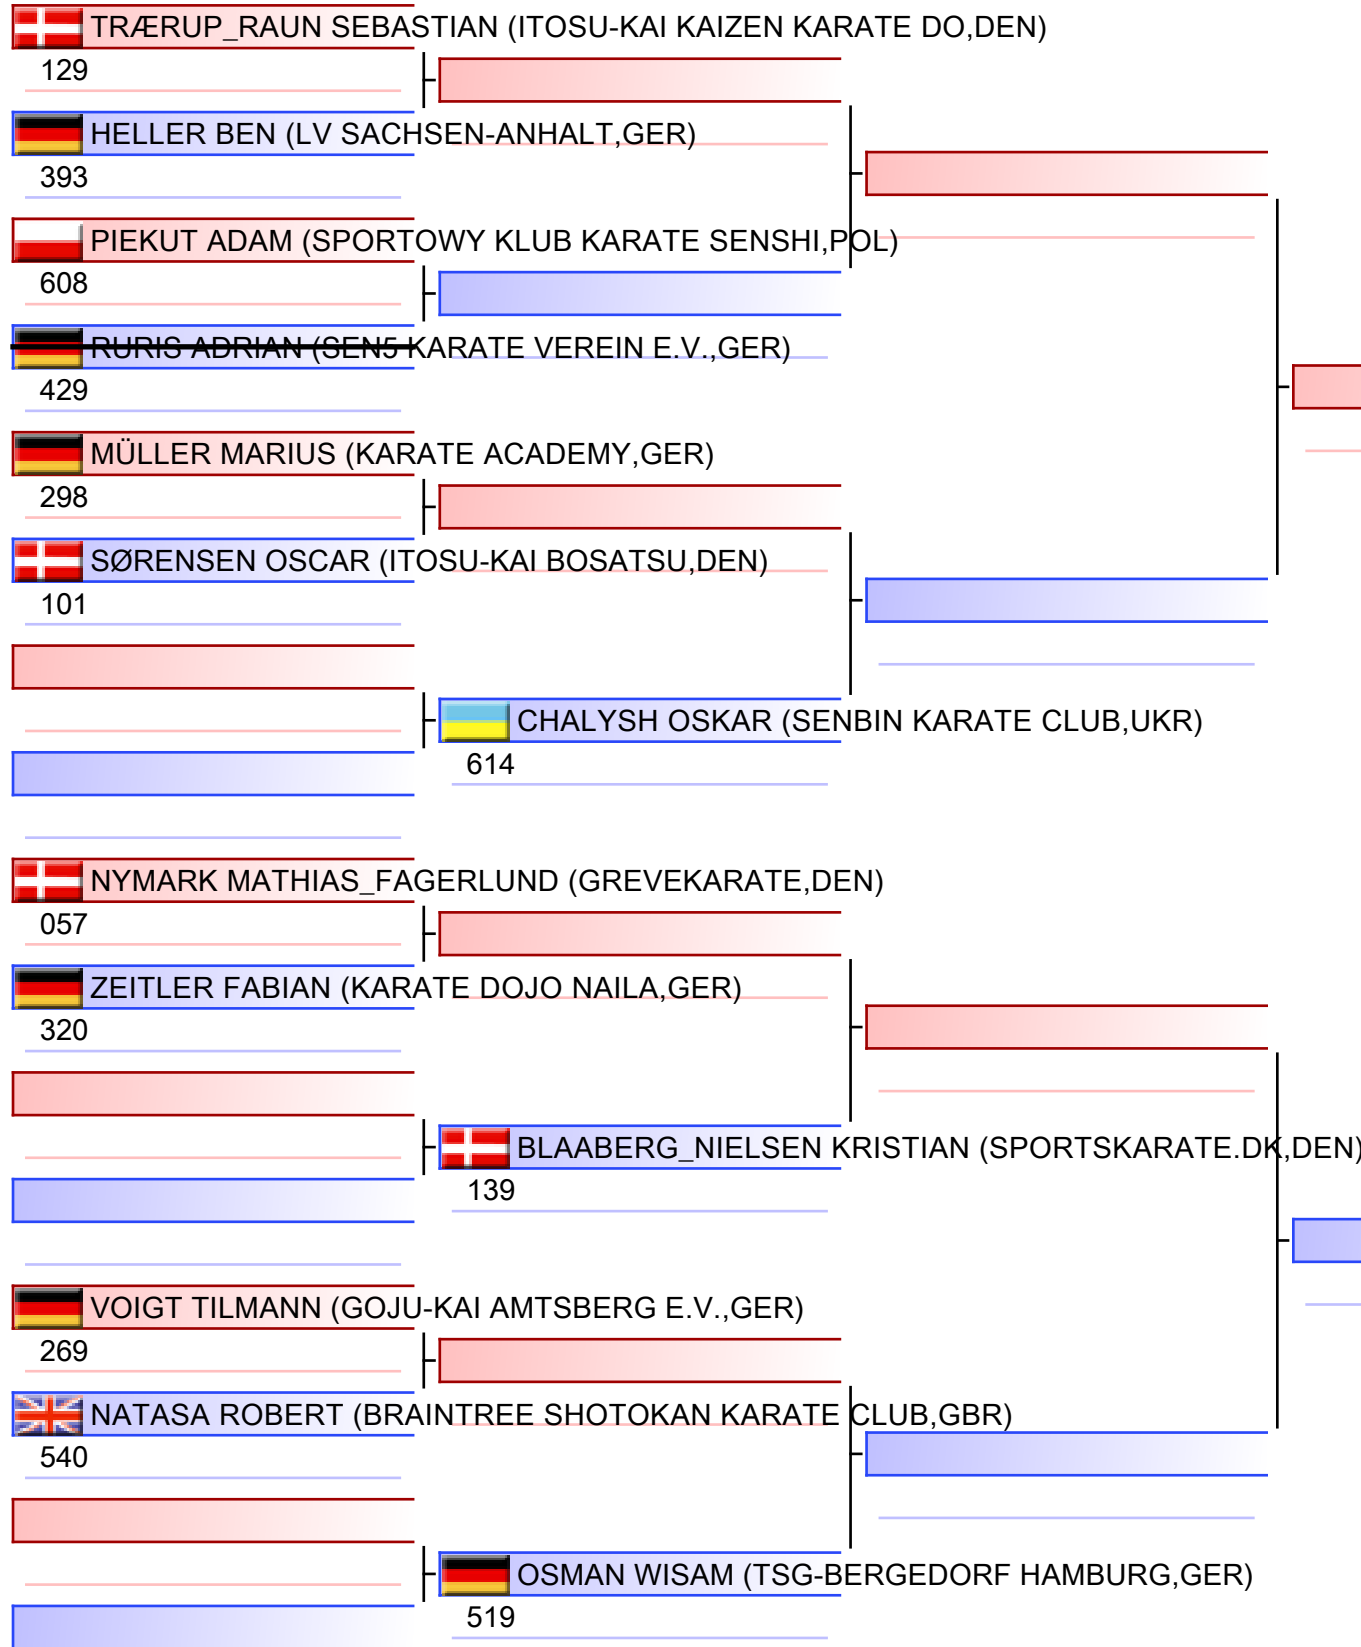 TRÆRUP_RAUN SEBASTIAN (ITOSU-KAI KAIZEN KARATE DO,DEN)
129
HELLER BEN (LV SACHSEN-ANHALT,GER)
393
PIEKUT ADAM (SPORTOWY KLUB KARATE SENSHI,POL)
608
RURIS ADRIAN (SEN5 KARATE VEREIN E.V.,GER)
429
MÜLLER MARIUS (KARATE ACADEMY,GER)
298
SØRENSEN OSCAR (ITOSU-KAI BOSATSU,DEN)
101
CHALYSH OSKAR (SENBIN KARATE CLUB,UKR)
614
NYMARK MATHIAS_FAGERLUND (GREVEKARATE,DEN)
057
ZEITLER FABIAN (KARATE DOJO NAILA,GER)
320
BLAABERG_NIELSEN KRISTIAN (SPORTSKARATE.DK,DEN)
139
VOIGT TILMANN (GOJU-KAI AMTSBERG E.V.,GER)
269
NATASA ROBERT (BRAINTREE SHOTOKAN KARATE CLUB,GBR)
540
OSMAN WISAM (TSG-BERGEDORF HAMBURG,GER)
519